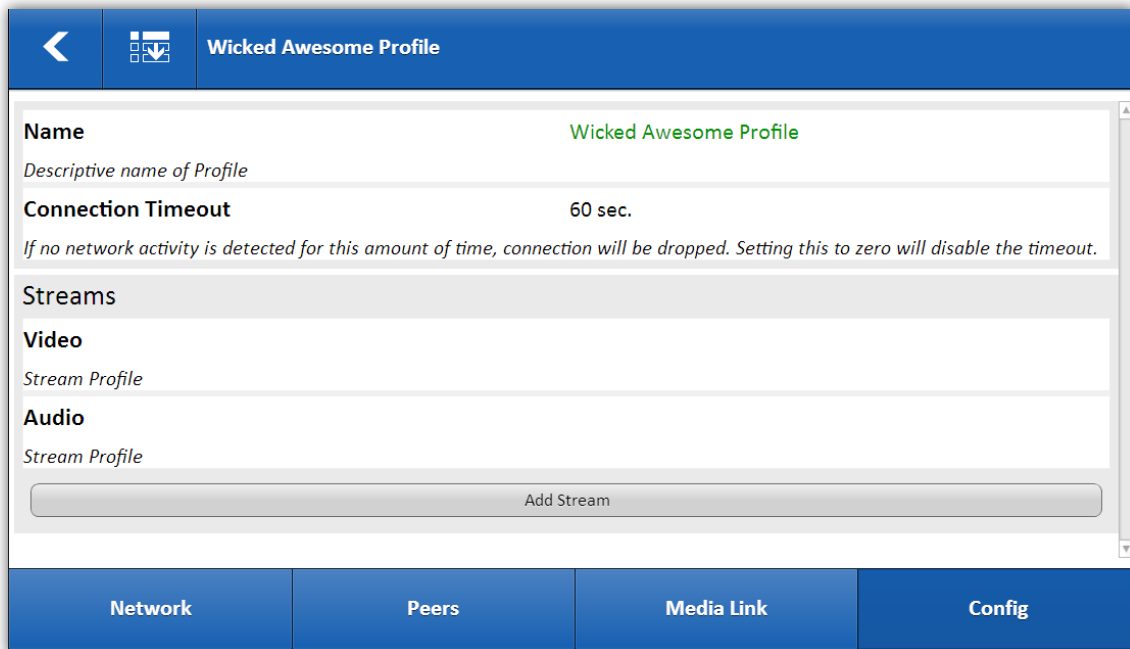 Wicked Awesome Profile
Name Wicked Awesome Profile
Descriptive name of Profile
Connection Timeout 60 sec.
If no network activity is detected for this amount of time, connection will be dropped. Setting this to zero will disable the timeout.
Streams
Video
Stream Profile
Audio
Stream Profile
Add Stream
Network Peers Media Link Config